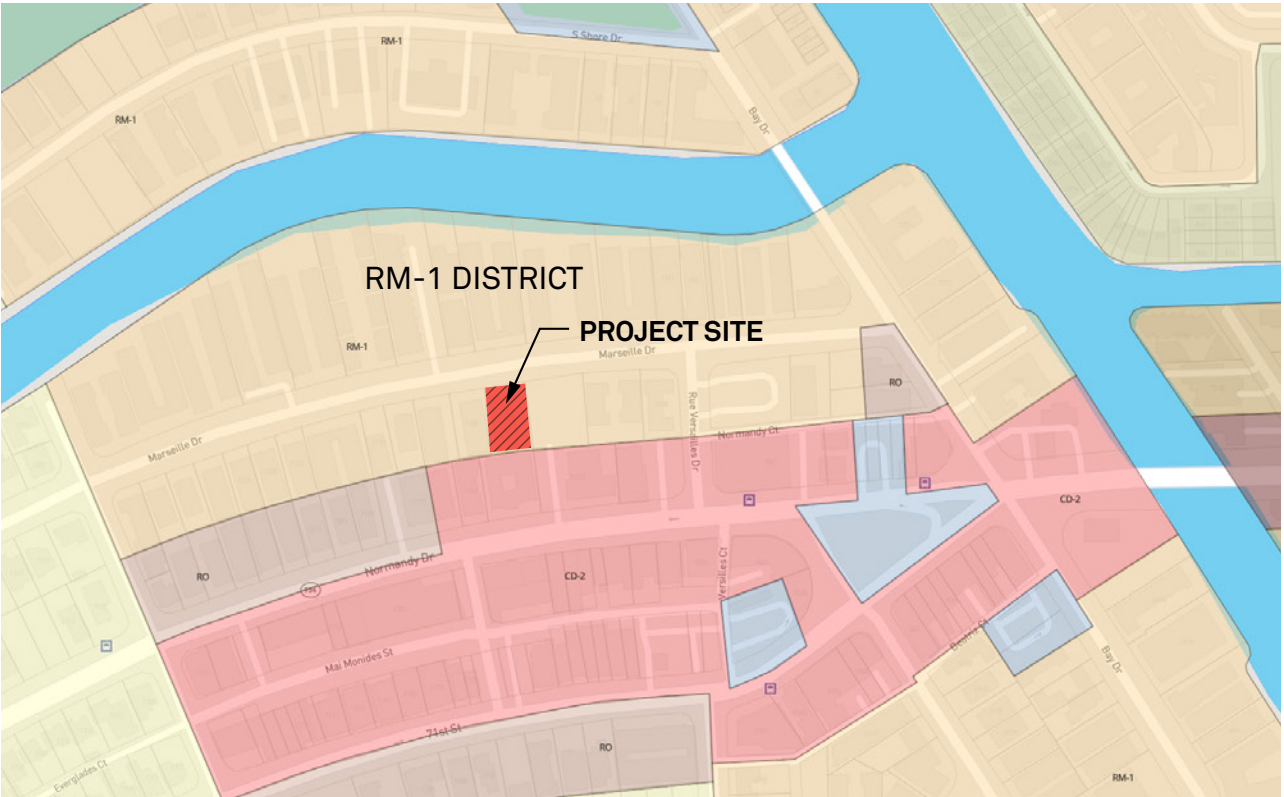 S Shore Dr
RM-1
RM-1
Bay Dr
RM-1 DISTRICT
PROJECT SITE
RM-1
Marseille Dr
RO
Rue Versailles Dr
Normandy Ct
Marseille Dr
CD-2
Normandy Dr
RO
CD-2
Versilles Ct
Mai Monides St
Bay Dr
71st St
RO
Everglades Ct
RM-1